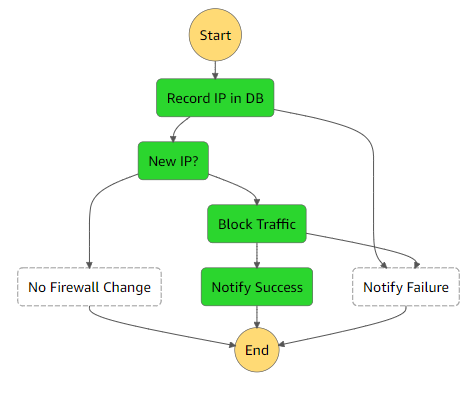 Start
Record IP in DB
New IP?
Block Traffic
No Firewall Change
Notify Success
Notify Failure
End